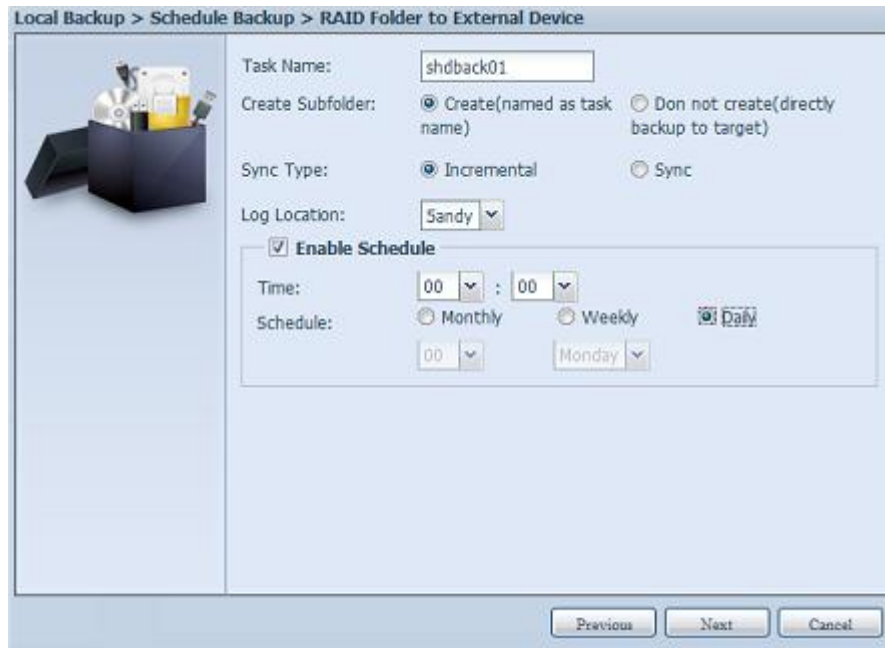 Local Backup > Schedule Backup > RAID Folder to External Device
Task Name: shdback01
Create Subfolder: Create(named as task name) Don not create(directly backup to target)
Sync Type: Incremental Sync
Log Location: Sandy
Enable Schedule
Time: 00 : 00
Schedule: Monthly Weekly Daily
00 Monday
Previous Next Cancel